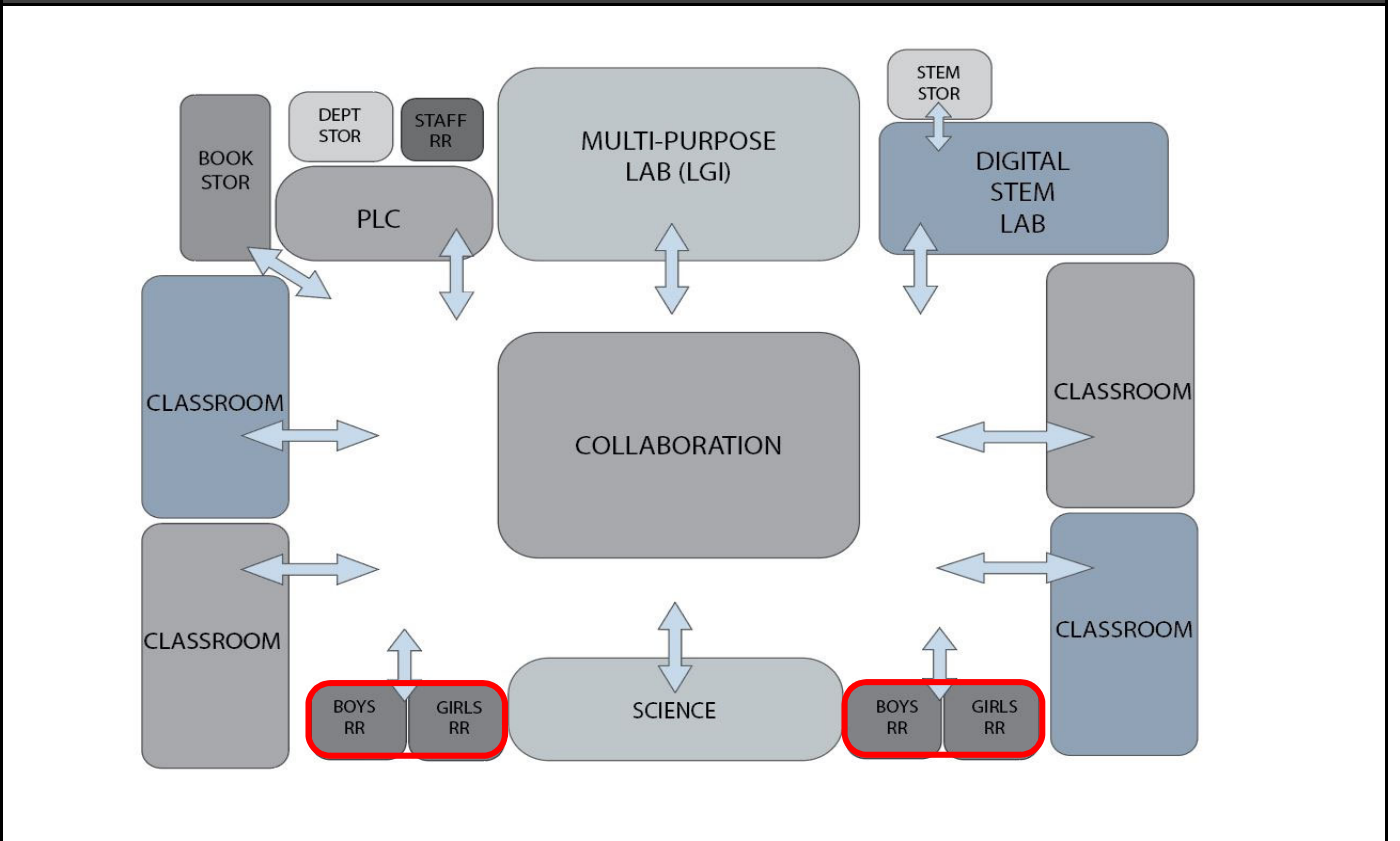 STEM
STOR
DEPT
STOR
STAFF
RR
BOOK
STOR
MULTI-PURPOSE
LAB (LGI)
DIGITAL
STEM
LAB
PLC
CLASSROOM
CLASSROOM
COLLABORATION
CLASSROOM
CLASSROOM
BOYS
RR
GIRLS
RR
SCIENCE
BOYS
RR
GIRLS
RR